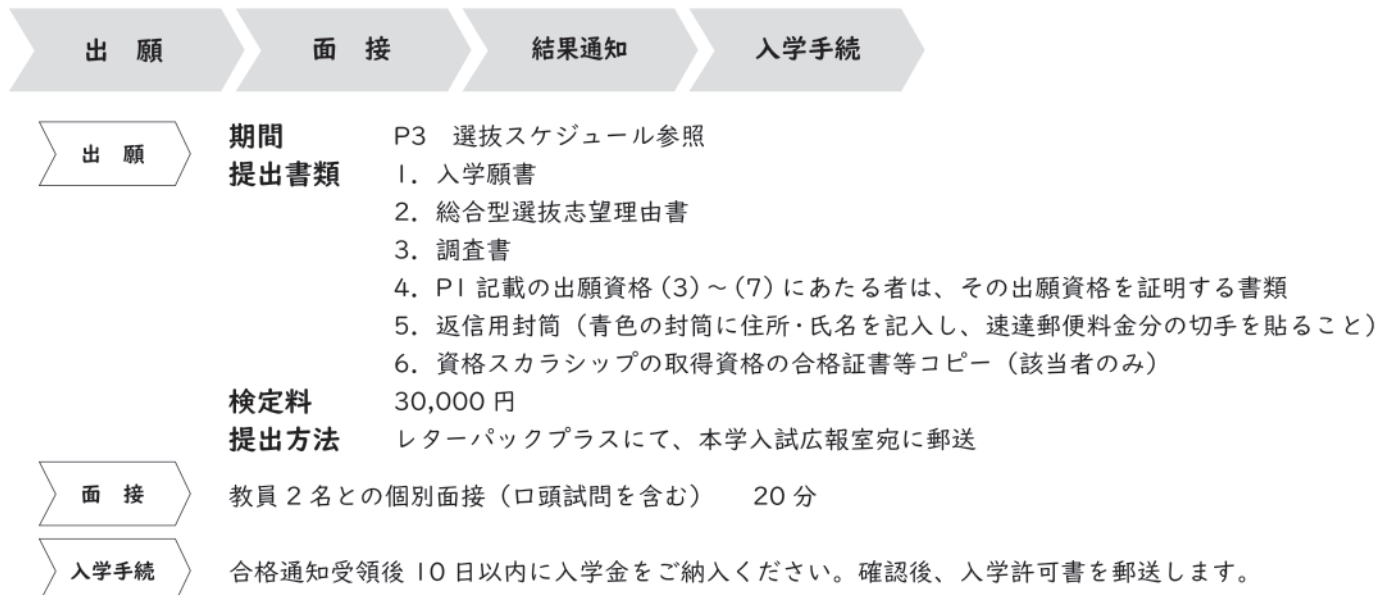 出 願 面 接 結果通知 入学手続
出 願
期間 P3 選抜スケジュール参照
提出書類 1. 入学願書
2. 総合型選抜志望理由書
3. 調査書
4. P1 記載の出願資格 (3) ~ (7) にあたる者は、その出願資格を証明する書類
5. 返信用封筒（青色の封筒に住所・氏名を記入し、速達郵便料金分の切手を貼ること）
6. 資格スカラシップの取得資格の合格証書等コピー（該当者のみ）
検定料 30,000 円
提出方法 レターパックプラスにて、本学入試広報室宛に郵送
面 接 教員 2 名との個別面接（口頭試問を含む） 20 分
入学手続 合格通知受領後 10 日以内に入学金をご納入ください。確認後、入学許可書を郵送します。